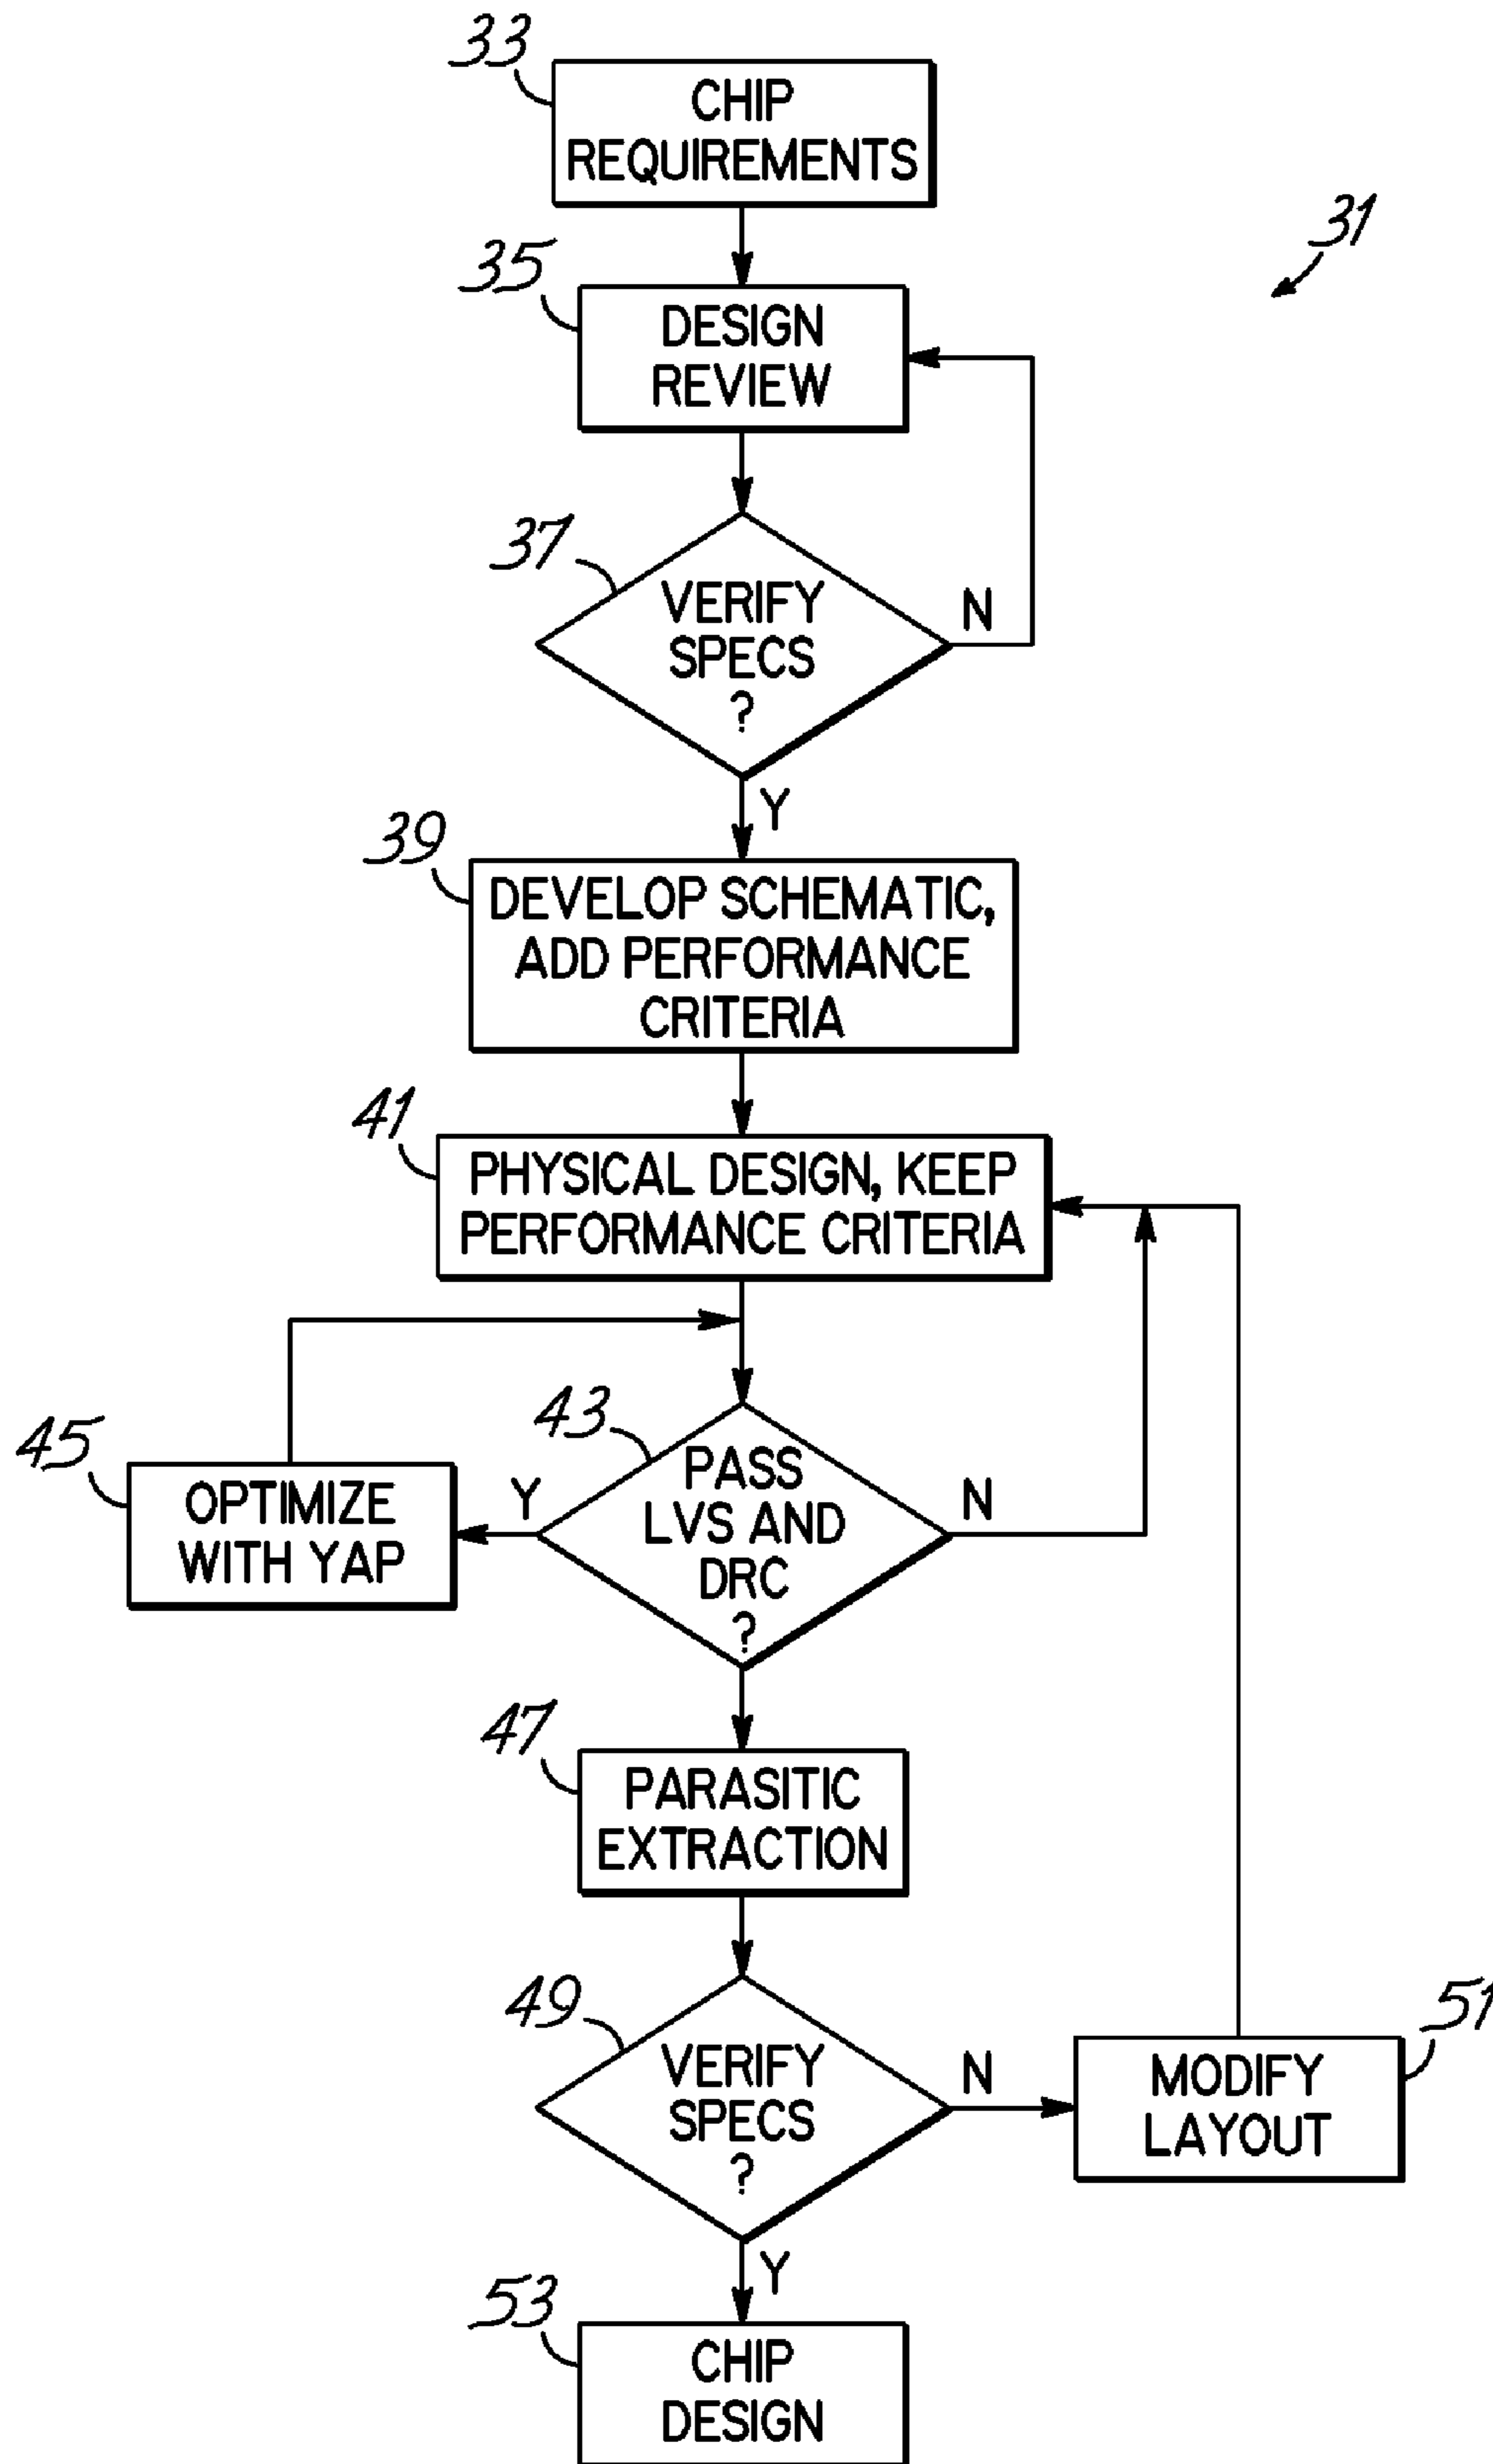 33
CHIP
REQUIREMENTS
31
35
DESIGN
REVIEW
37
VERIFY
SPECS
?
N
Y
39
DEVELOP SCHEMATIC,
ADD PERFORMANCE
CRITERIA
41
PHYSICAL DESIGN, KEEP
PERFORMANCE CRITERIA
43
PASS
LVS AND
DRC
?
Y
N
45
OPTIMIZE
WITH YAP
47
PARASITIC
EXTRACTION
49
VERIFY
SPECS
?
N
51
MODIFY
LAYOUT
Y
53
CHIP
DESIGN